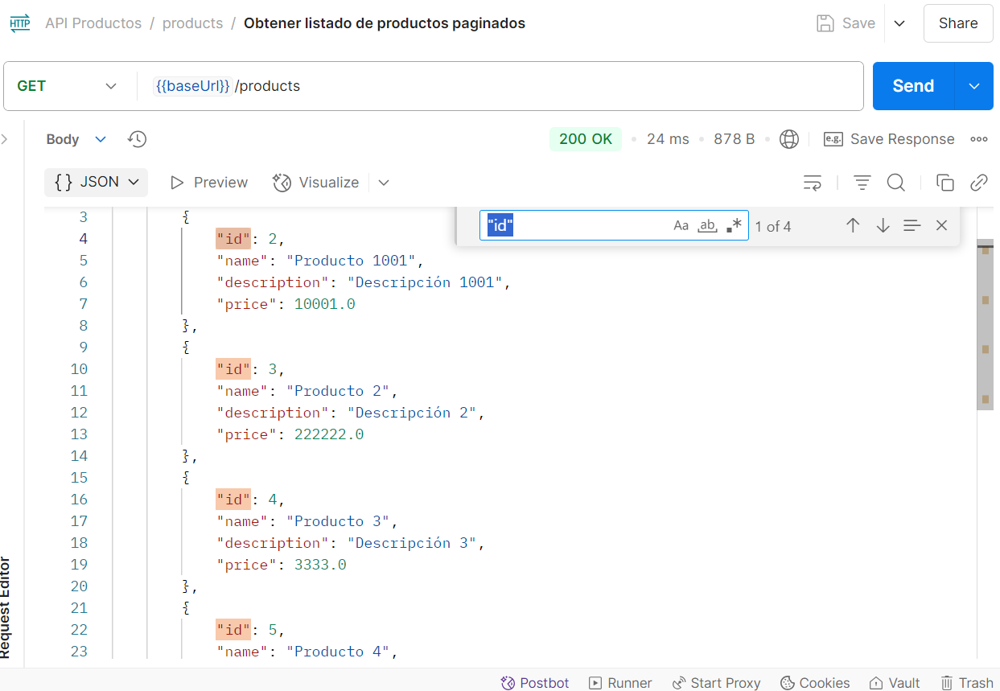 HTTP API Productos / products / Obtener listado de productos paginados Save Share
GET {{baseUrl}} /products Send
Body 200 OK • 24 ms • 878 B • e.g. Save Response
{} JSON Preview Visualize
"id" Aa ab .* 1 of 4
3 {
4 "id": 2,
5 "name": "Producto 1001",
6 "description": "Descripción 1001",
7 "price": 10001.0
8 },
9 {
10 "id": 3,
11 "name": "Producto 2",
12 "description": "Descripción 2",
13 "price": 222222.0
14 },
15 {
16 "id": 4,
17 "name": "Producto 3",
18 "description": "Descripción 3",
19 "price": 3333.0
20 },
21 {
22 "id": 5,
23 "name": "Producto 4",
Request Editor
Postbot Runner Start Proxy Cookies Vault Trash